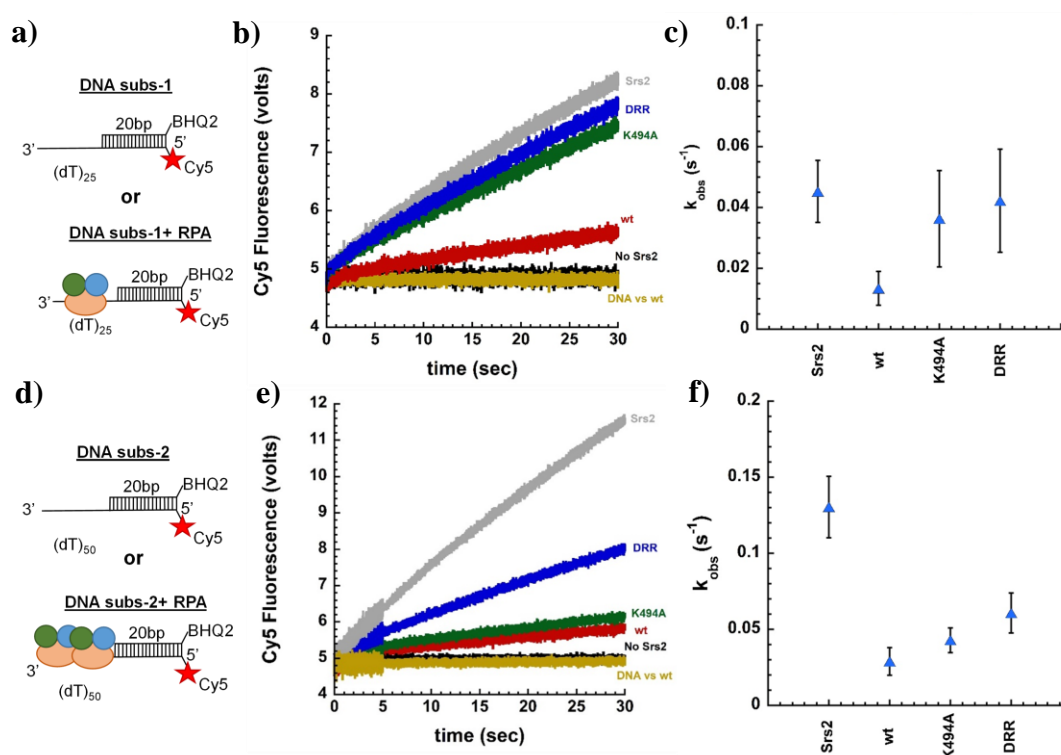 a)
DNA subs-1
20bp
BHQ2
3’
5’
(dT)25
Cy5
or
DNA subs-1+ RPA
20bp
BHQ2
3’
5’
(dT)25
Cy5
b)
Cy5 Fluorescence (volts)
9
8
7
6
5
4
Srs2
DRR
K494A
wt
No Srs2
DNA vs wt
0 5 10 15 20 25 30
time (sec)
c)
kobs (s-1)
0.1
0.08
0.06
0.04
0.02
0
Srs2
wt
K494A
DRR
d)
DNA subs-2
20bp
BHQ2
3’
5’
(dT)50
Cy5
or
DNA subs-2+ RPA
20bp
BHQ2
3’
5’
(dT)50
Cy5
e)
Cy5 Fluorescence (volts)
12
11
10
9
8
7
6
5
4
Srs2
DRR
K494A
wt
No Srs2
DNA vs wt
0 5 10 15 20 25 30
time (sec)
f)
kobs (s-1)
0.2
0.15
0.1
0.05
0
Srs2
wt
K494A
DRR